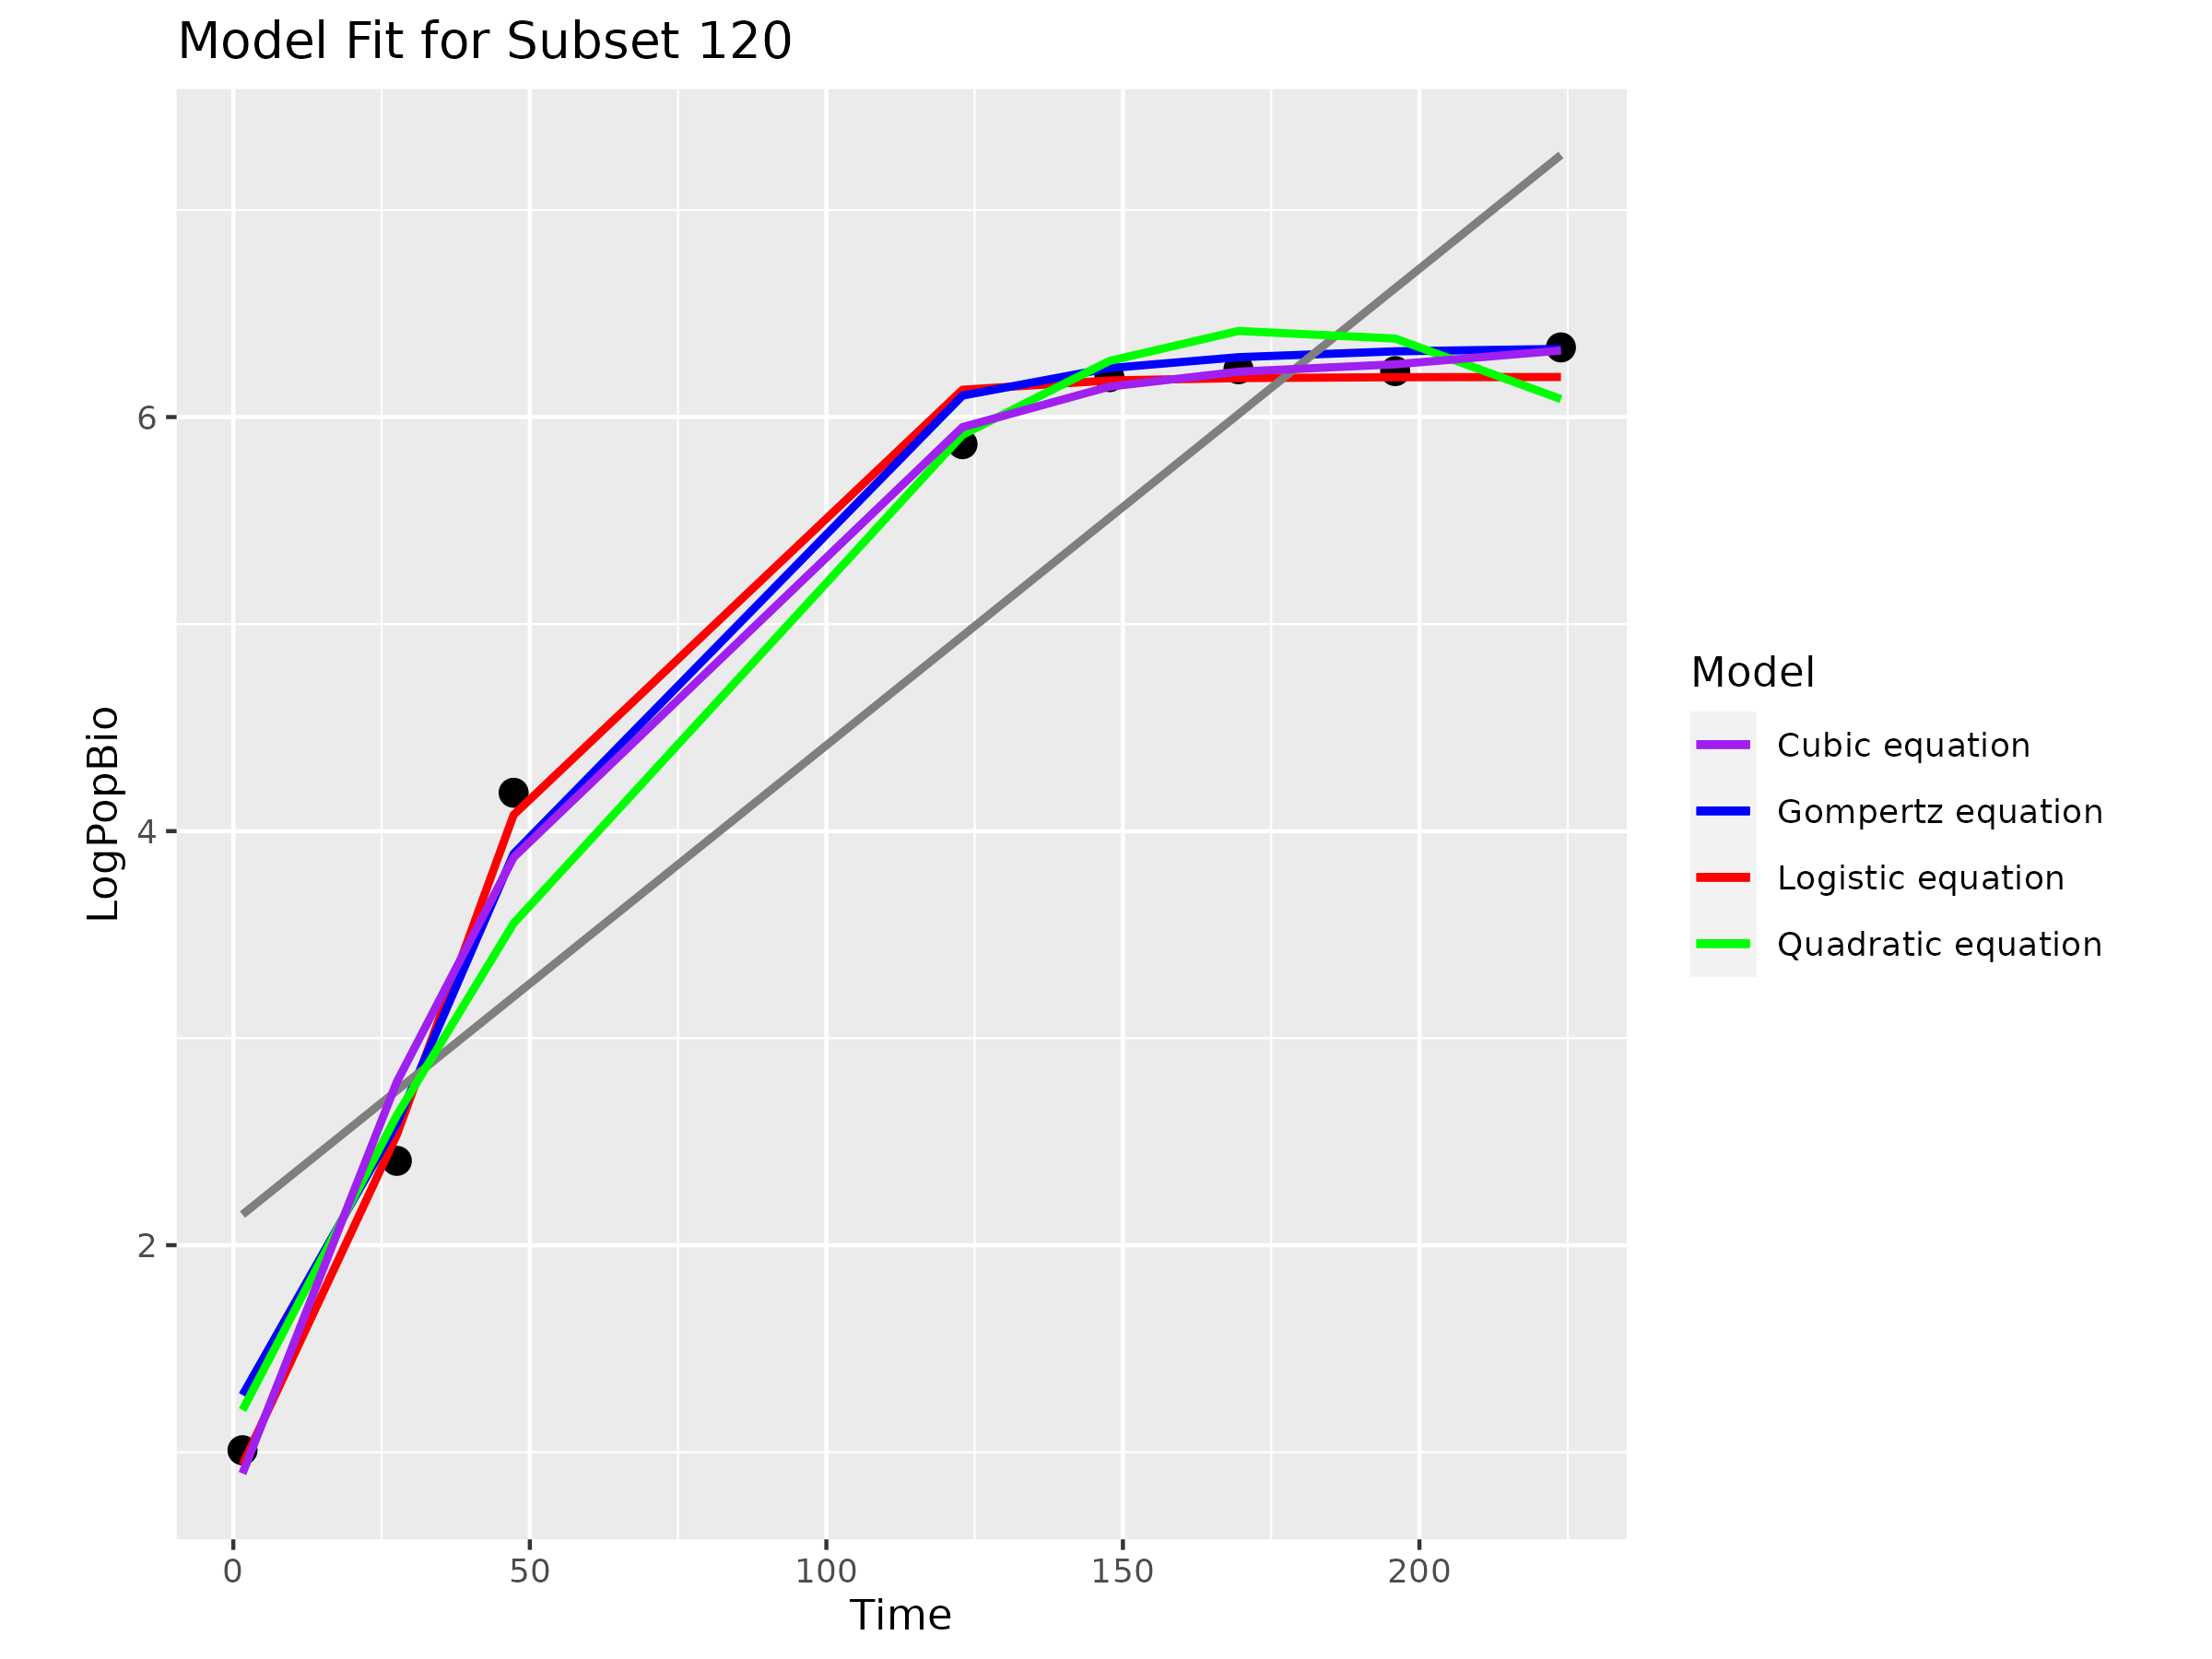 Model Fit for Subset 120
LogPopBio
6
4
2
0 50 100 150 200
Time
Model
Cubic equation
Gompertz equation
Logistic equation
Quadratic equation